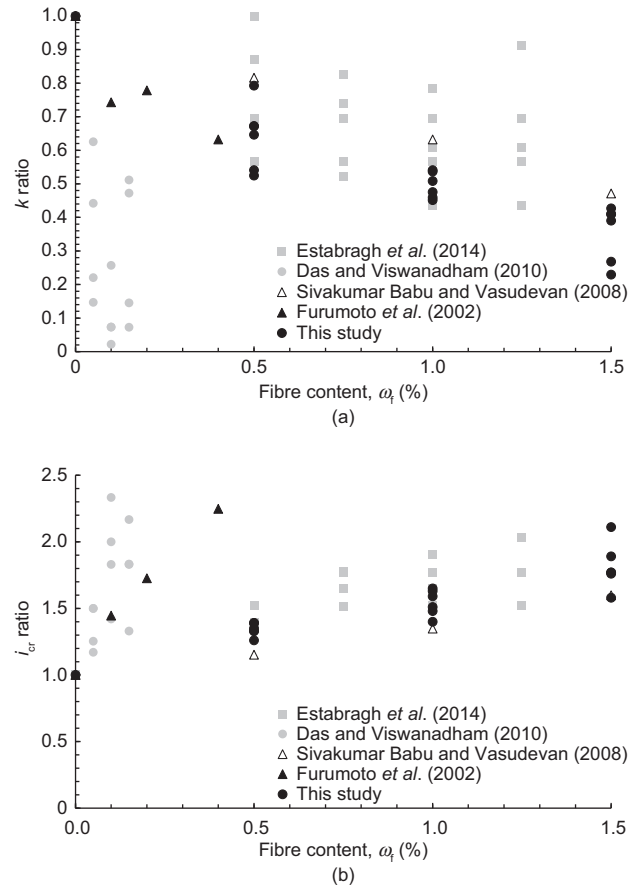 1.0
0.9
0.8
0.7
0.6
0.5
0.4
0.3
0.2
0.1
0
k ratio
Estabragh et al. (2014)
Das and Viswanadham (2010)
Sivakumar Babu and Vasudevan (2008)
Furumoto et al. (2002)
This study
0 0.5 1.0 1.5
Fibre content, ωf (%)
(a)
2.5
2.0
1.5
1.0
0.5
0
icr ratio
Estabragh et al. (2014)
Das and Viswanadham (2010)
Sivakumar Babu and Vasudevan (2008)
Furumoto et al. (2002)
This study
0.0 0.5 1.0 1.5
Fibre content, ωf (%)
(b)